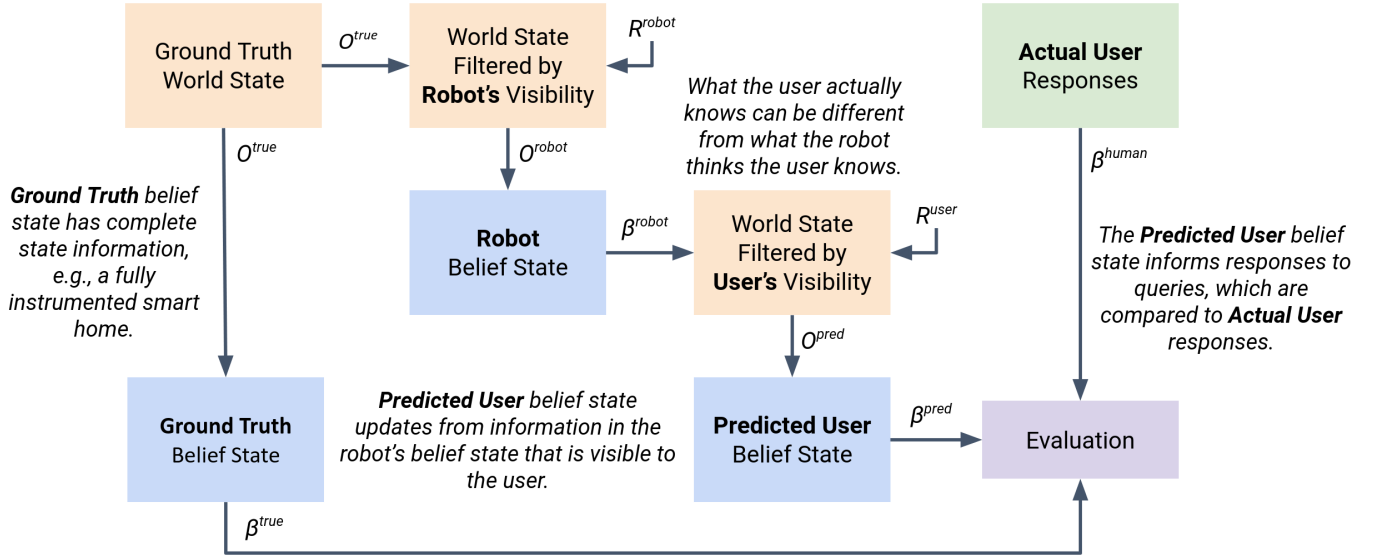 Ground Truth
World State
O^true
World State
Filtered by
Robot's Visibility
R^robot
Actual User
Responses
What the user actually
knows can be different
from what the robot
thinks the user knows.
O^true
O^robot
β^human
Ground Truth belief
state has complete
state information,
e.g., a fully
instrumented smart
home.
Robot
Belief State
β^robot
World State
Filtered by
User's Visibility
R^user
The Predicted User belief
state informs responses to
queries, which are
compared to Actual User
responses.
O^pred
Ground Truth
Belief State
Predicted User belief state
updates from information in the
robot's belief state that is visible to
the user.
Predicted User
Belief State
β^pred
Evaluation
β^true